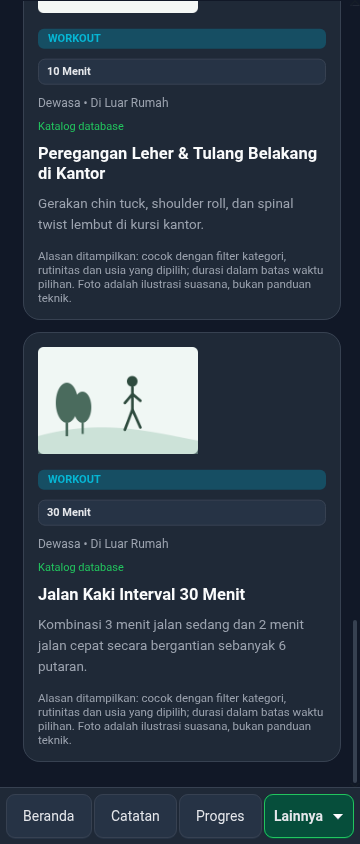 WORKOUT
10 Menit
Dewasa • Di Luar Rumah
Katalog database
Peregangan Leher & Tulang Belakang
di Kantor
Gerakan chin tuck, shoulder roll, dan spinal
twist lembut di kursi kantor.
Alasan ditampilkan: cocok dengan filter kategori,
rutinitas dan usia yang dipilih; durasi dalam batas waktu
pilihan. Foto adalah ilustrasi suasana, bukan panduan
teknik.
WORKOUT
30 Menit
Dewasa • Di Luar Rumah
Katalog database
Jalan Kaki Interval 30 Menit
Kombinasi 3 menit jalan sedang dan 2 menit
jalan cepat secara bergantian sebanyak 6
putaran.
Alasan ditampilkan: cocok dengan filter kategori,
rutinitas dan usia yang dipilih; durasi dalam batas waktu
pilihan. Foto adalah ilustrasi suasana, bukan panduan
teknik.
Beranda
Catatan
Progres
Lainnya